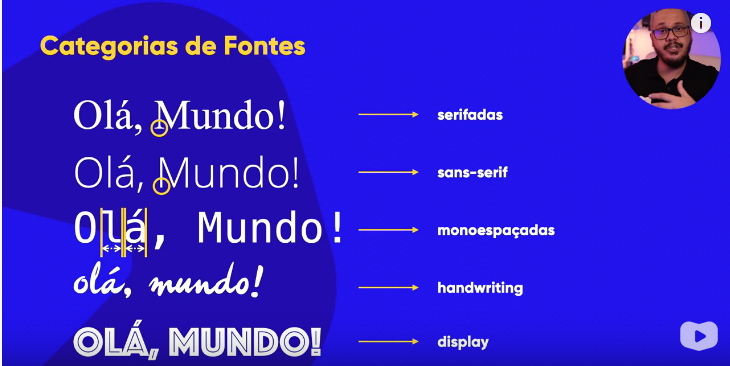 Categorias de Fontes
Olá, Mundo! serifadas
Olá, Mundo! sans-serif
Olá, Mundo! monoespaçadas
olá, mundo! handwriting
OLÁ, MUNDO! display